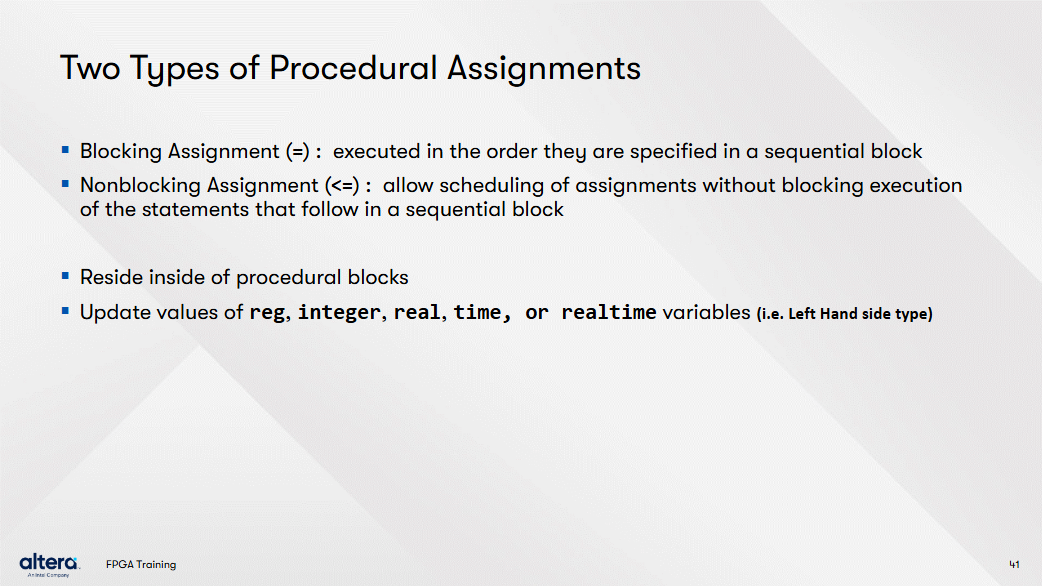 Two Types of Procedural Assignments
▪ Blocking Assignment (=) : executed in the order they are specified in a sequential block
▪ Nonblocking Assignment (<=) : allow scheduling of assignments without blocking execution
of the statements that follow in a sequential block
▪ Reside inside of procedural blocks
▪ Update values of reg, integer, real, time, or realtime variables (i.e. Left Hand side type)
altera.
An Intel Company
FPGA Training
41